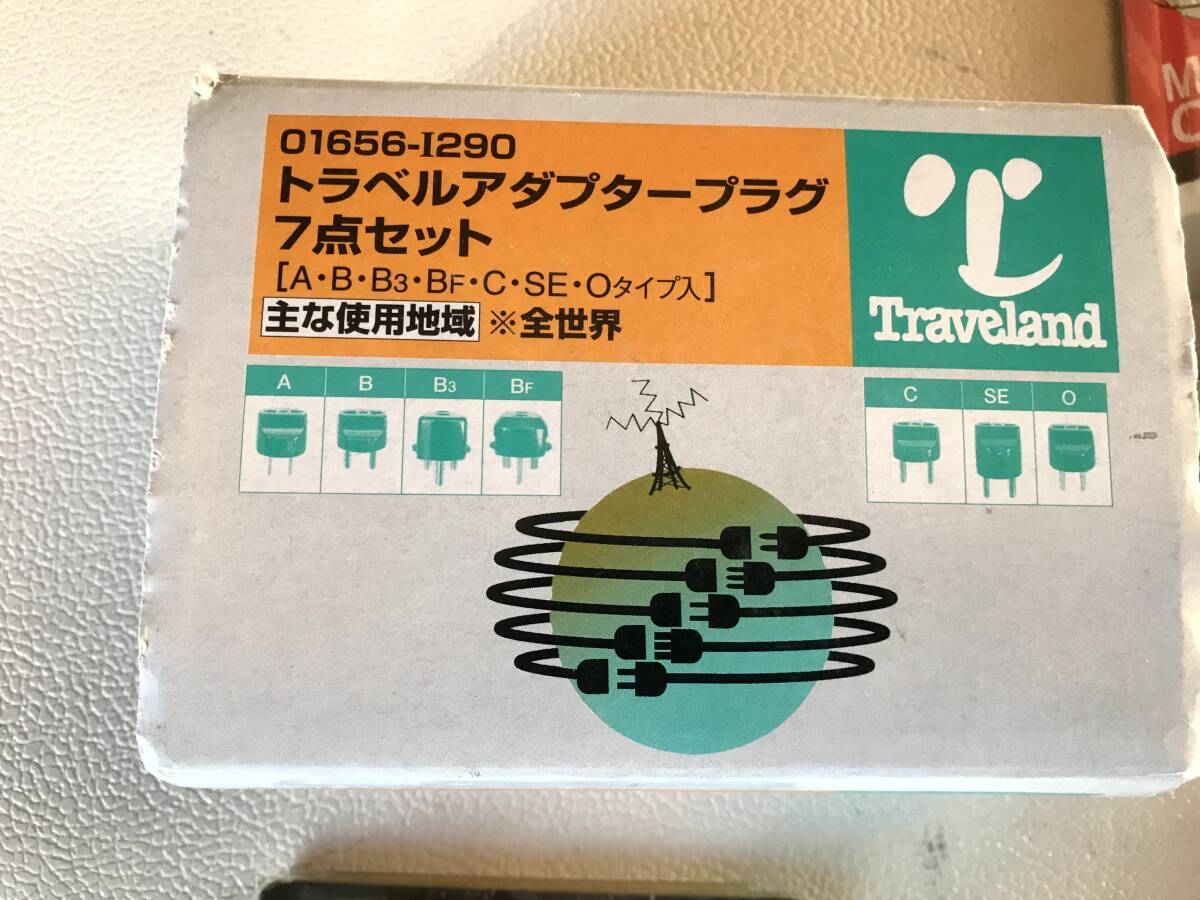 01656-I290
トラベルアダプタープラグ
7点セット
[A・B・B3・BF・C・SE・Oタイプ入]
主な使用地域 ※全世界
Traveland
A B B3 BF
C SE O